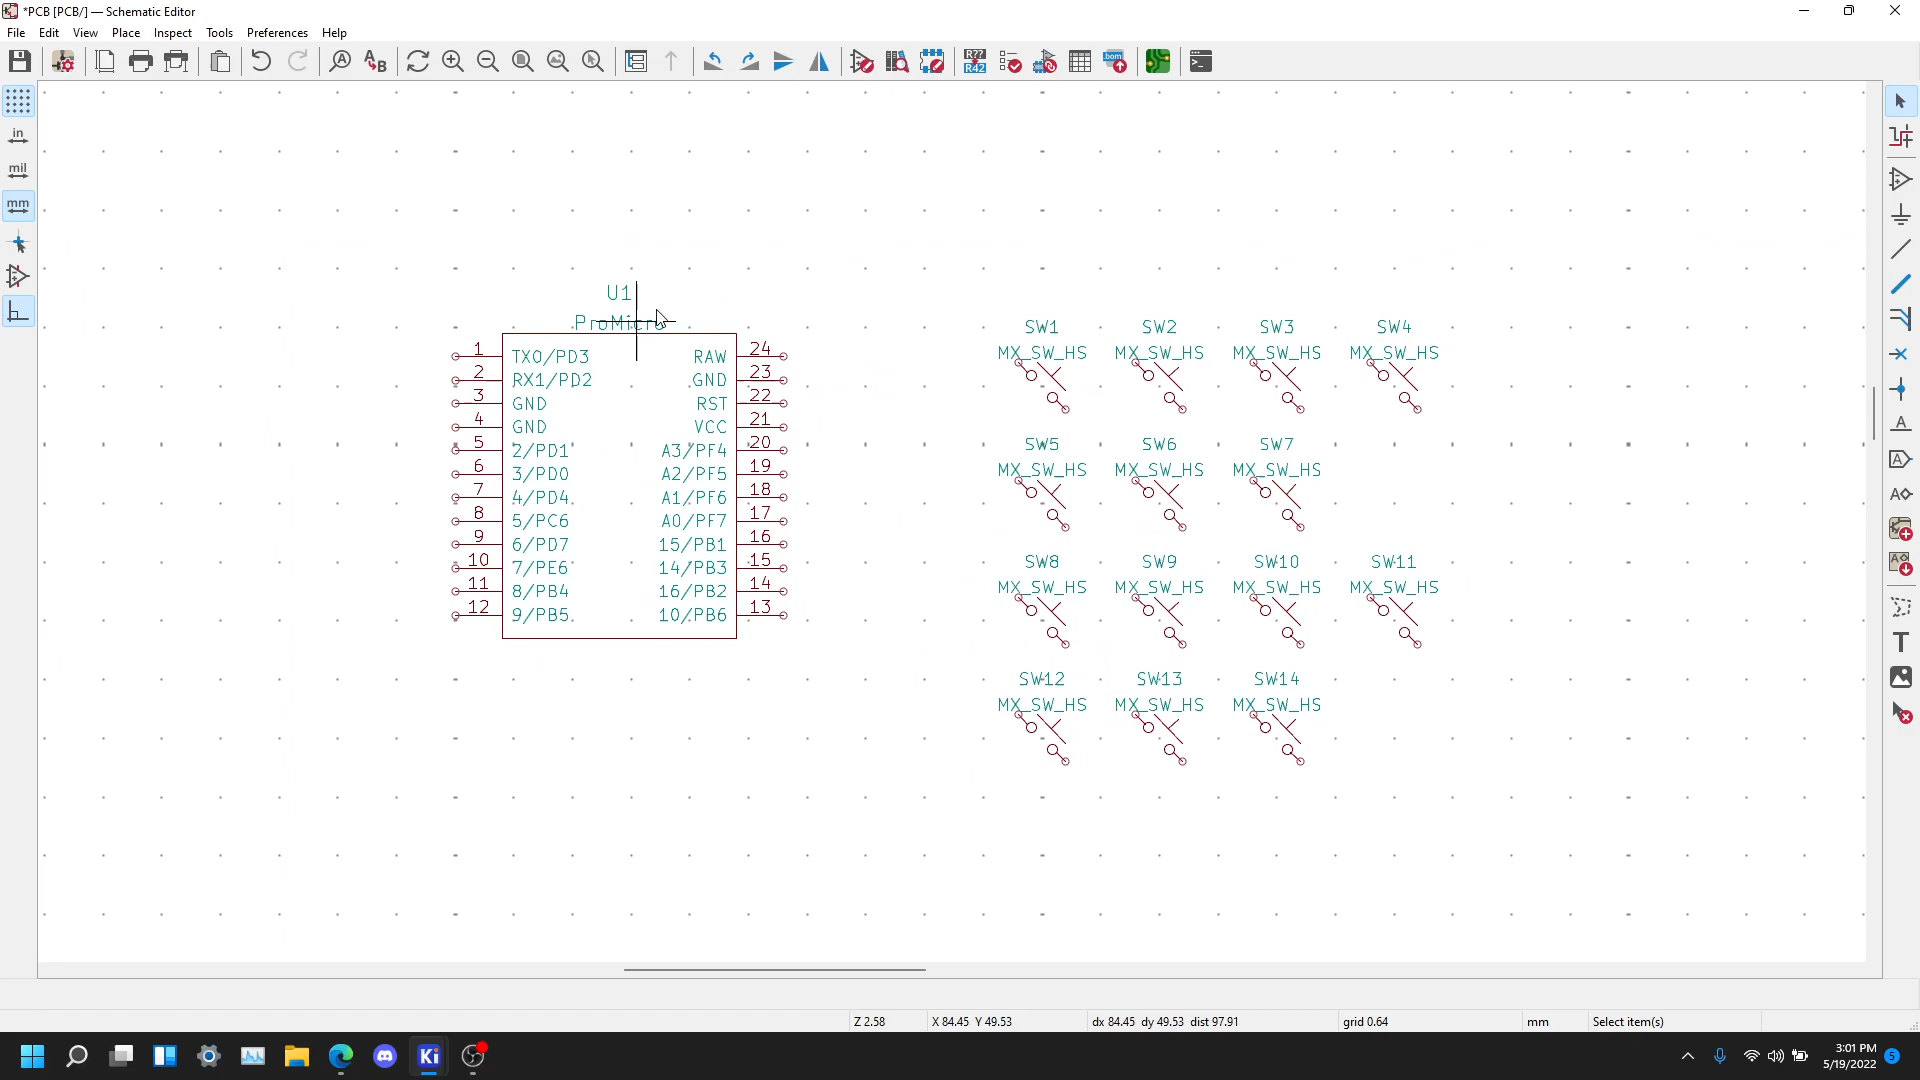 *PCB [PCB/] — Schematic Editor
File Edit View Place Inspect Tools Preferences Help
in
mil
mm
R??
R42
bom
U1
ProMicro
1 TX0/PD3 RAW 24
2 RX1/PD2 GND 23
3 GND RST 22
4 GND VCC 21
5 2/PD1 A3/PF4 20
6 3/PD0 A2/PF5 19
7 4/PD4 A1/PF6 18
8 5/PC6 A0/PF7 17
9 6/PD7 15/PB1 16
10 7/PE6 14/PB3 15
11 8/PB4 16/PB2 14
12 9/PB5 10/PB6 13
SW1 SW2 SW3 SW4
MX_SW_HS MX_SW_HS MX_SW_HS MX_SW_HS
SW5 SW6 SW7
MX_SW_HS MX_SW_HS MX_SW_HS
SW8 SW9 SW10 SW11
MX_SW_HS MX_SW_HS MX_SW_HS MX_SW_HS
SW12 SW13 SW14
MX_SW_HS MX_SW_HS MX_SW_HS
Z 2.58 X 84.45 Y 49.53 dx 84.45 dy 49.53 dist 97.91 grid 0.64 mm Select item(s)
Ki
3:01 PM
5/19/2022
5